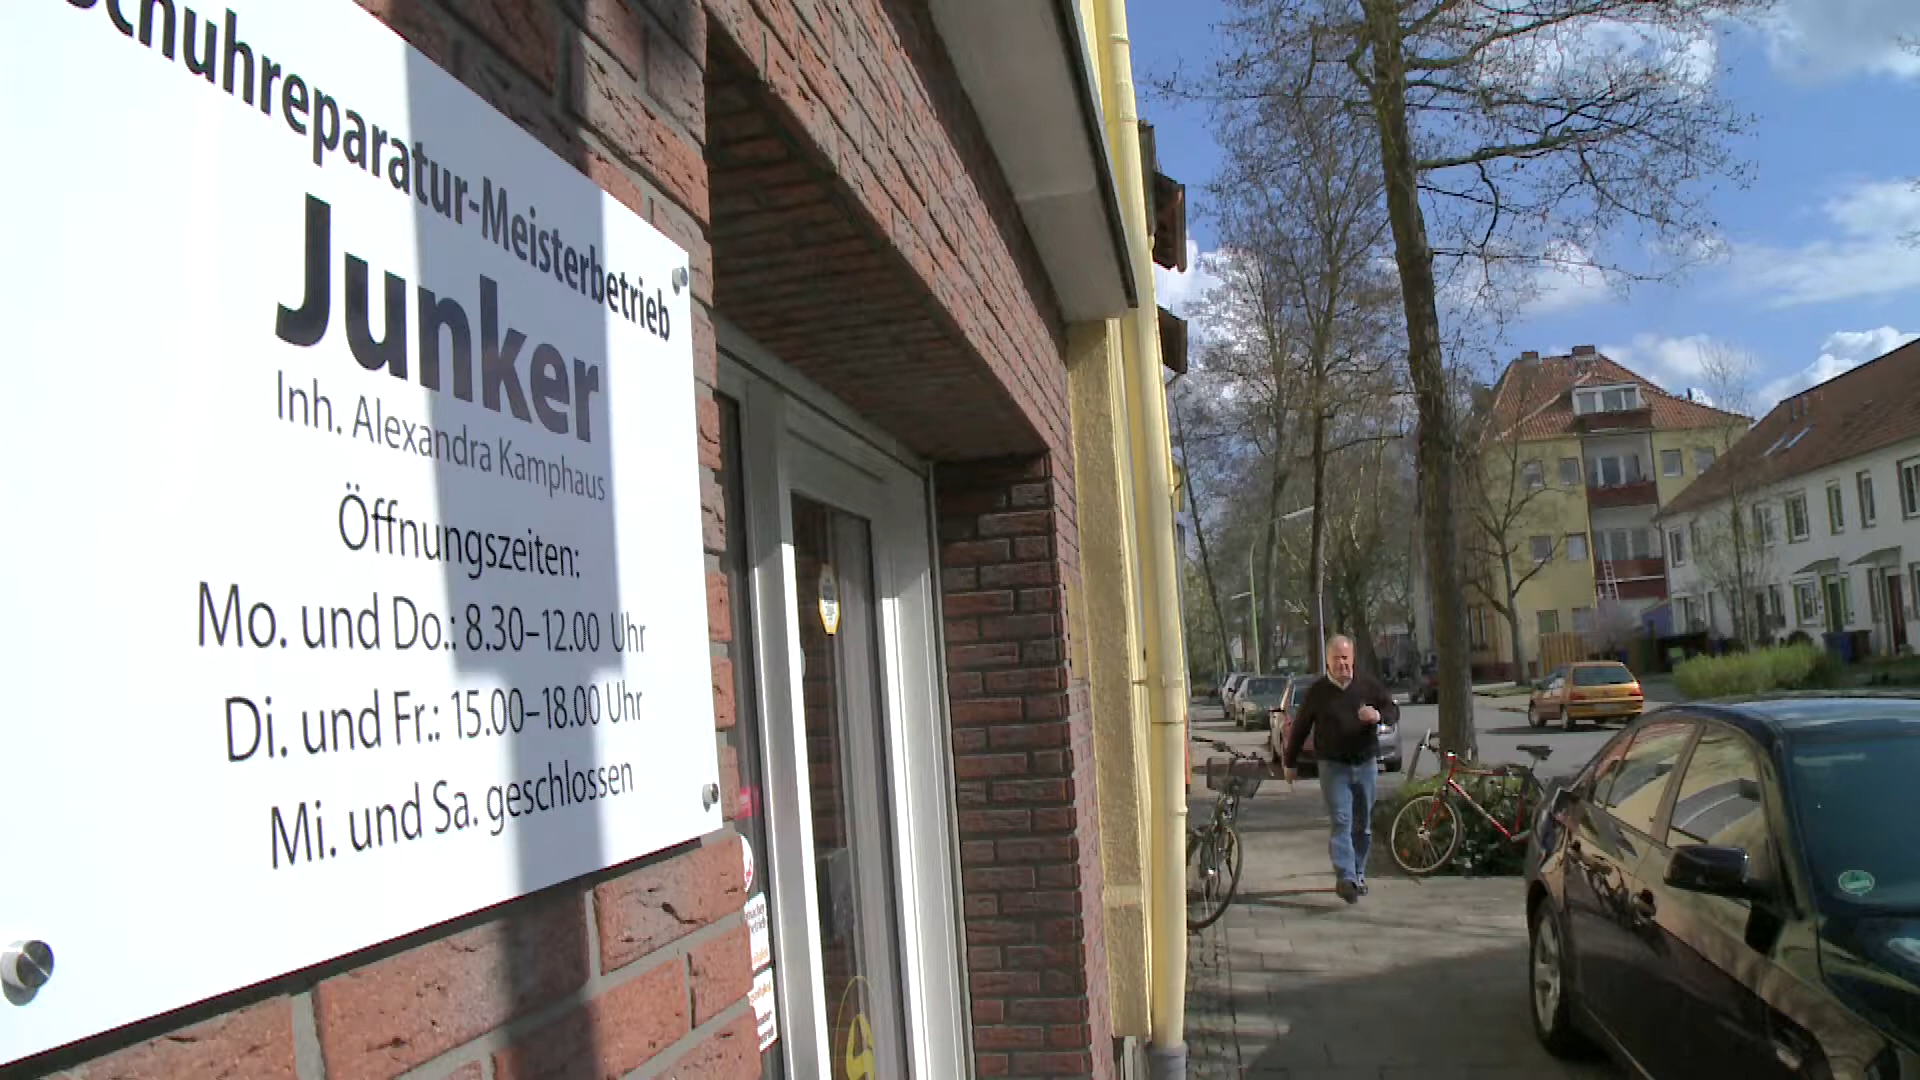 Schuhreparatur-Meisterbetrieb
Junker
Inh. Alexandra Kamphaus
Öffnungszeiten:
Mo. und Do.: 8.30–12.00 Uhr
Di. und Fr.: 15.00–18.00 Uhr
Mi. und Sa. geschlossen